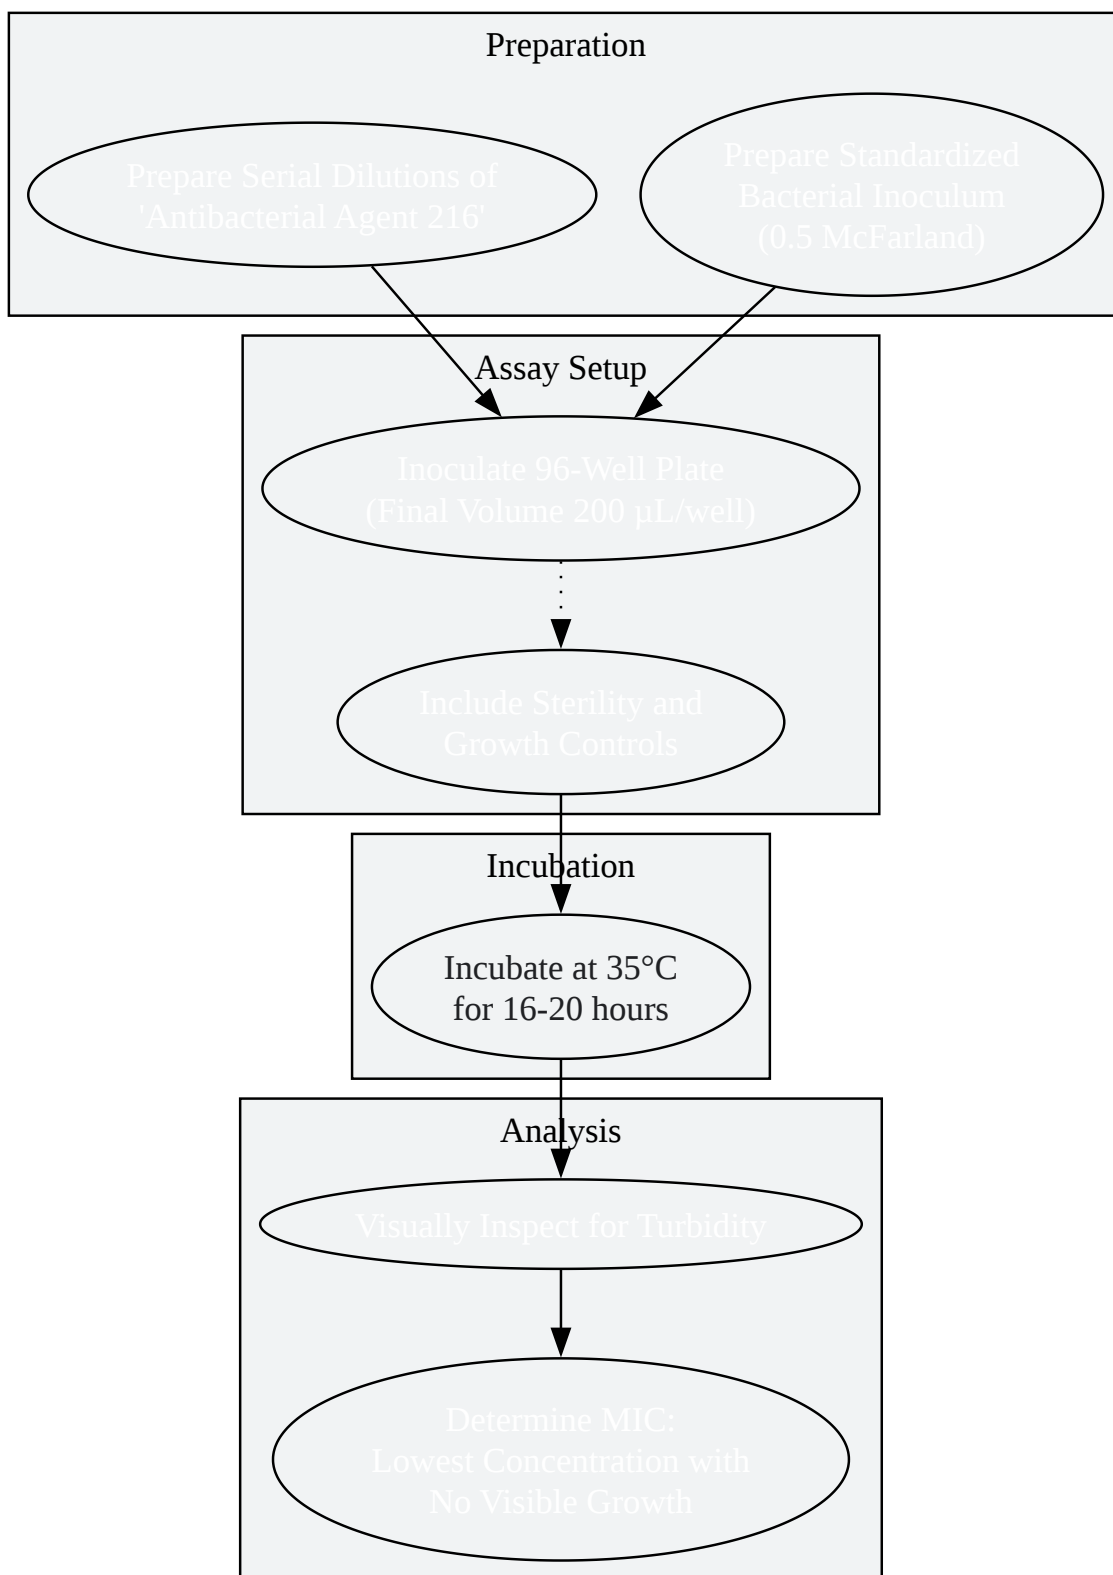 Preparation
Prepare Serial Dilutions of
'Antibacterial Agent 216'
Prepare Standardized
Bacterial Inoculum
(0.5 McFarland)
Assay Setup
Inoculate 96-Well Plate
(Final Volume 200 µL/well)
Include Sterility and
Growth Controls
Incubation
Incubate at 35°C
for 16-20 hours
Analysis
Visually Inspect for Turbidity
Determine MIC:
Lowest Concentration with
No Visible Growth